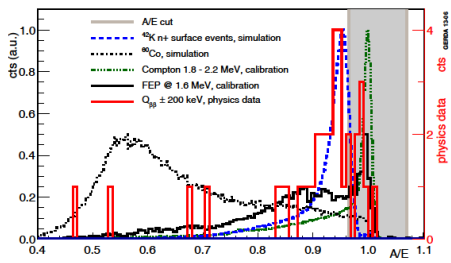 cts (a.u.)
1.0
0.8
0.6
0.4
0.2
0.0
A/E cut
⁴²K n+ surface events, simulation
⁶⁰Co, simulation
Compton 1.8 - 2.2 MeV, calibration
FEP @ 1.6 MeV, calibration
Qββ ± 200 keV, physics data
4
2
0
cts
physics data
GERDA 13-06
0.4 0.5 0.6 0.7 0.8 0.9 1.0 1.1
A/E